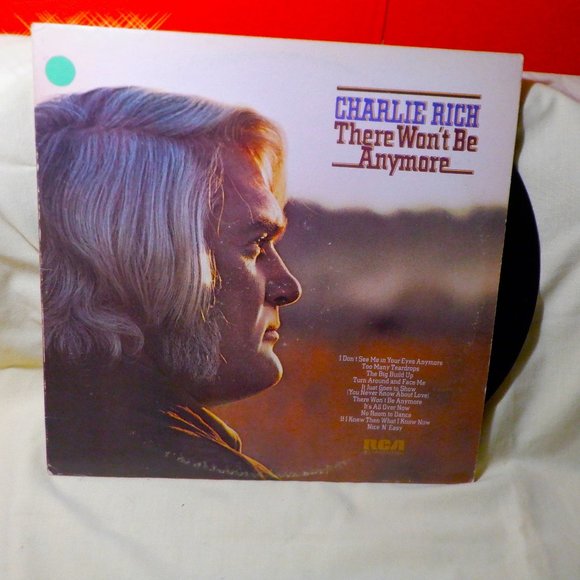 CHARLIE RICH
There Won't Be
Anymore
I Don't See Me in Your Eyes Anymore
Too Many Teardrops
The Big Build Up
Turn Around and Face Me
It Just Goes to Show
(You Never Know About Love)
There Won't Be Anymore
It's All Over Now
No Room to Dance
If I Knew Then What I Know Now
Nice 'N' Easy
RCA